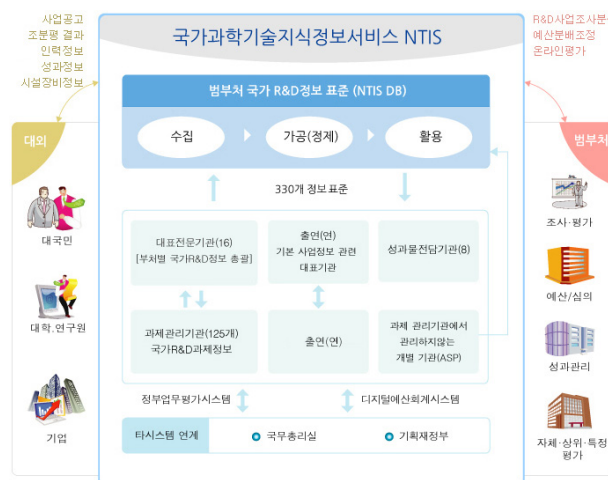 사업공고
조분평 결과
인력정보
성과정보
시설장비정보
국가과학기술지식정보서비스 NTIS
R&D사업조사분
예산분배조정
온라인평가
범부처 국가 R&D정보 표준 (NTIS DB)
수집
가공(정제)
활용
330개 정보 표준
대외
대국민
대학,연구원
기업
대표전문기관(16)
[부처별 국가R&D정보 총괄]
출연(연)
기본 사업정보 관련
대표기관
성과물전담기관(8)
과제관리기관(125개)
국가R&D과제정보
출연(연)
과제 관리기관에서
관리하지않는
개별 기관(ASP)
정부업무평가시스템
디지털예산회계시스템
타시스템 연계
국무총리실
기획재정부
범부처
조사·평가
예산/심의
성과관리
자체·상위·특정
평가